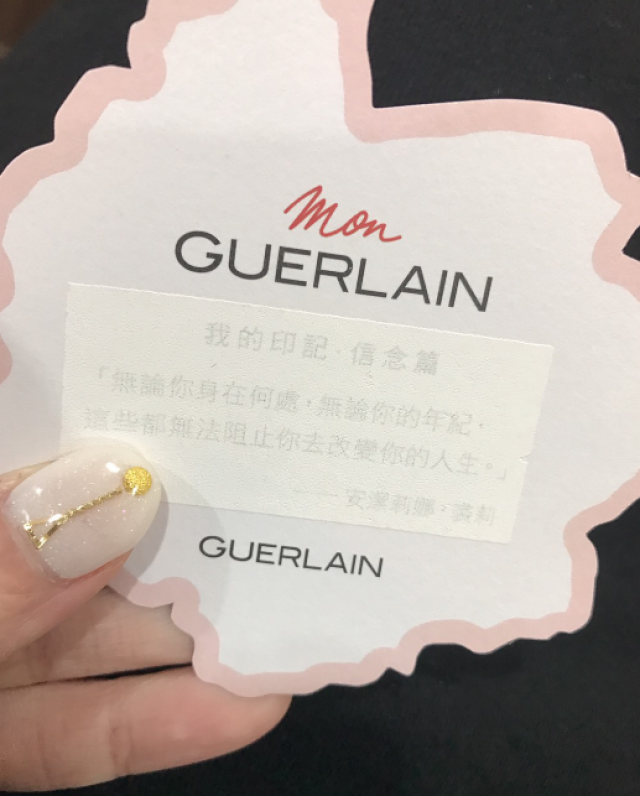 mon
GUERLAIN
我的印記·信念篇
「無論你身在何處，無論你的年紀，
這些都無法阻止你去改變你的人生。」
——安潔莉娜·裘莉
GUERLAIN